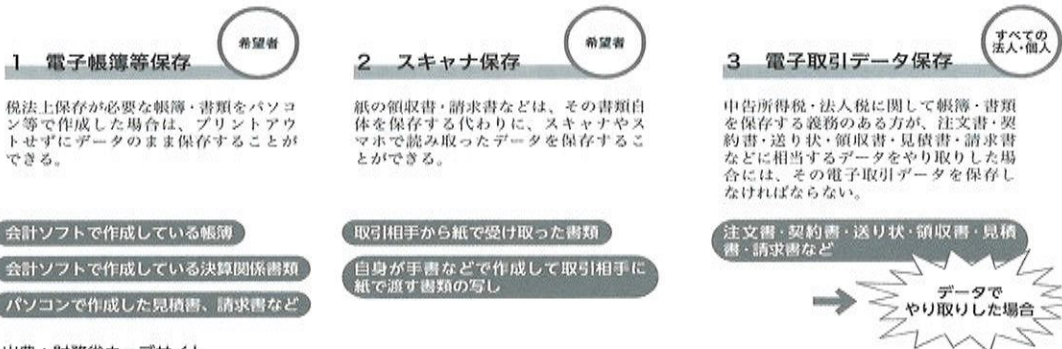 1 電子帳簿等保存
希望者
税法上保存が必要な帳簿・書類をパソコ
ン等で作成した場合は、プリントアウ
トせずにデータのまま保存することが
できる。
会計ソフトで作成している帳簿
会計ソフトで作成している決算関係書類
パソコンで作成した見積書、請求書など
2 スキャナ保存
希望者
紙の領収書・請求書などは、その書類自
体を保存する代わりに、スキャナやス
マホで読み取ったデータを保存するこ
とができる。
取引相手から紙で受け取った書類
自身が手書などで作成して取引相手に
紙で渡す書類の写し
3 電子取引データ保存
すべての
法人・個人
申告所得税・法人税に関して帳簿・書類
を保存する義務のある方が、注文書・契
約書・送り状・領収書・見積書・請求書
などに相当するデータをやり取りした場
合には、その電子取引データを保存し
なければならない。
注文書・契約書・送り状・領収書・見積
書・請求書など
データで
やり取りした場合